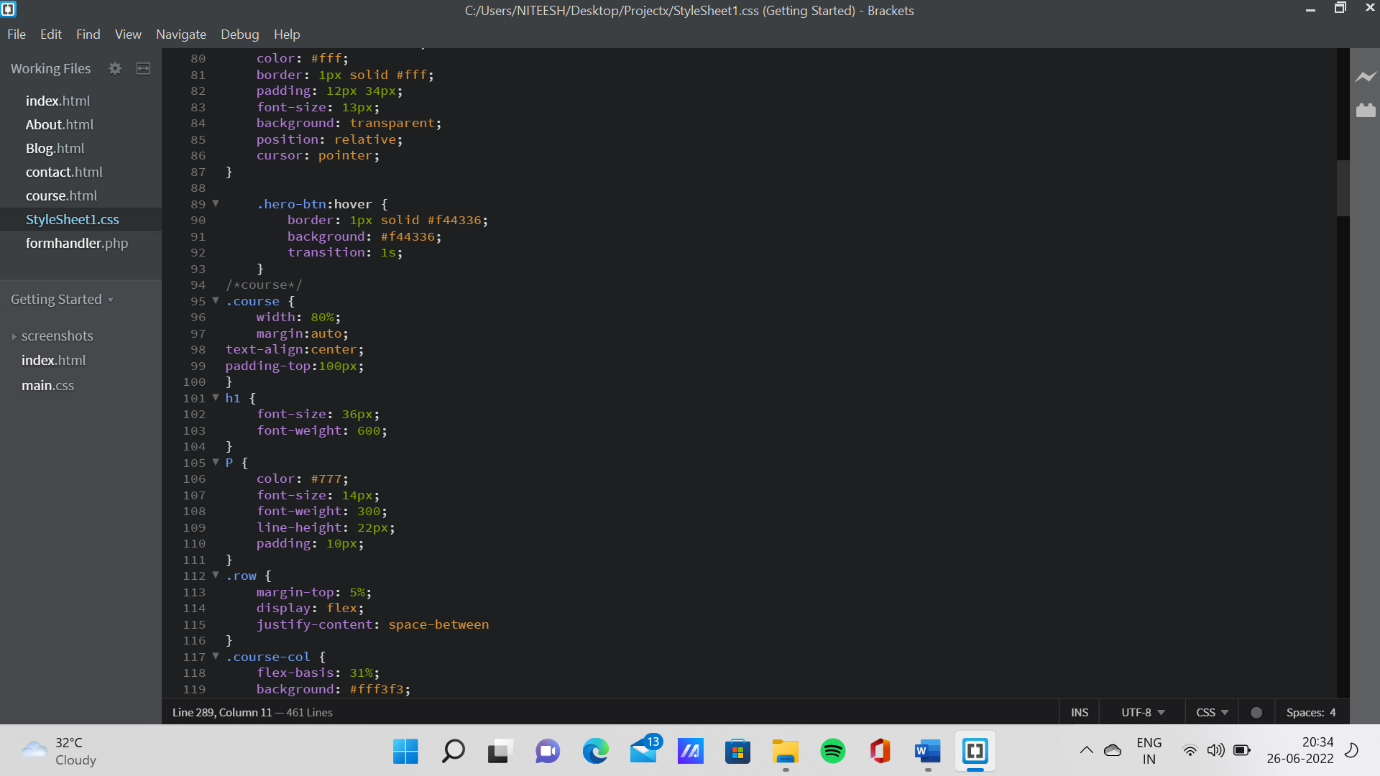 C:/Users/NITEESH/Desktop/Projectx/StyleSheet1.css (Getting Started) - Brackets
File Edit Find View Navigate Debug Help
Working Files
index.html
About.html
Blog.html
contact.html
course.html
StyleSheet1.css
formhandler.php
Getting Started
screenshots
index.html
main.css
80 color: #fff;
81 border: 1px solid #fff;
82 padding: 12px 34px;
83 font-size: 13px;
84 background: transparent;
85 position: relative;
86 cursor: pointer;
87 }
88
89 .hero-btn:hover {
90 border: 1px solid #f44336;
91 background: #f44336;
92 transition: 1s;
93 }
94 /*course*/
95 .course {
96 width: 80%;
97 margin:auto;
98 text-align:center;
99 padding-top:100px;
100 }
101 h1 {
102 font-size: 36px;
103 font-weight: 600;
104 }
105 P {
106 color: #777;
107 font-size: 14px;
108 font-weight: 300;
109 line-height: 22px;
110 padding: 10px;
111 }
112 .row {
113 margin-top: 5%;
114 display: flex;
115 justify-content: space-between
116 }
117 .course-col {
118 flex-basis: 31%;
119 background: #fff3f3;
Line 289, Column 11 — 461 Lines
INS UTF-8 CSS Spaces: 4
32°C
Cloudy
13
ENG
IN
20:34
26-06-2022